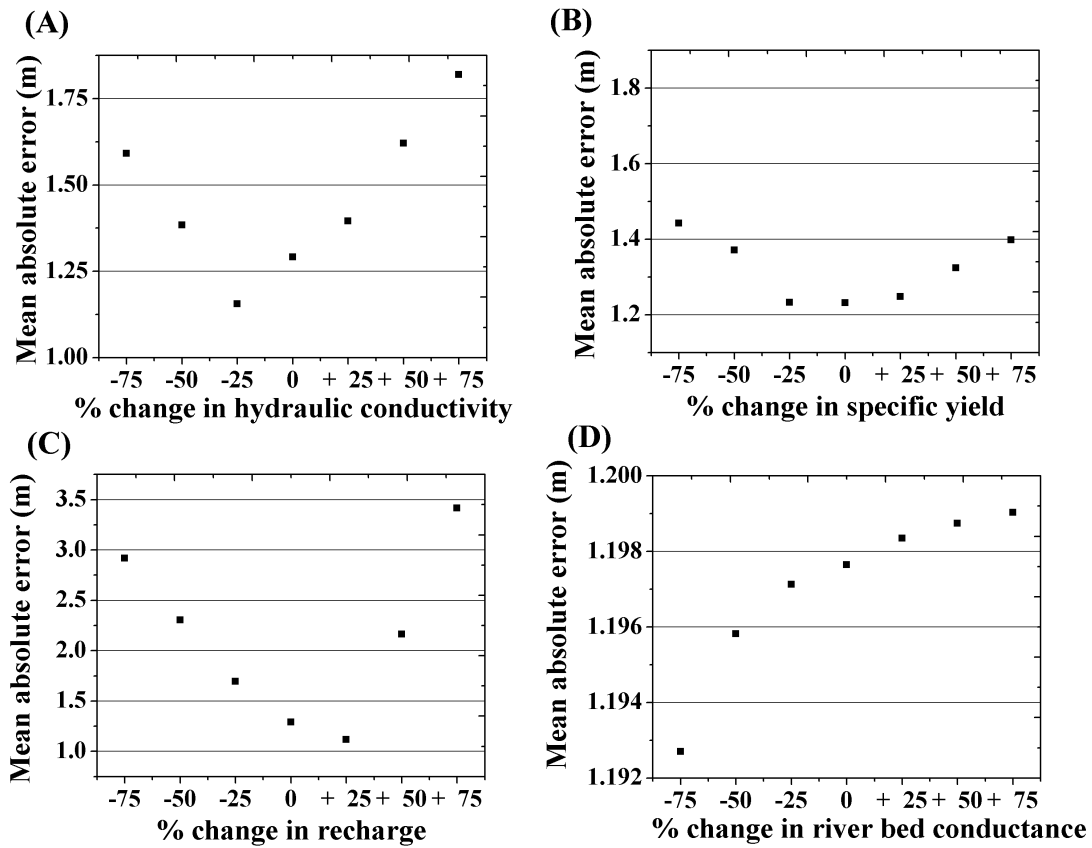 (A)
Mean absolute error (m)
1.75
1.50
1.25
1.00
-75 -50 -25 0 + 25 + 50 + 75
% change in hydraulic conductivity
(B)
Mean absolute error (m)
1.8
1.6
1.4
1.2
-75 -50 -25 0 + 25 + 50 + 75
% change in specific yield
(C)
Mean absolute error (m)
3.5
3.0
2.5
2.0
1.5
1.0
-75 -50 -25 0 + 25 + 50 + 75
% change in recharge
(D)
Mean absolute error (m)
1.200
1.198
1.196
1.194
1.192
-75 -50 -25 0 + 25 + 50 + 75
% change in river bed conductance